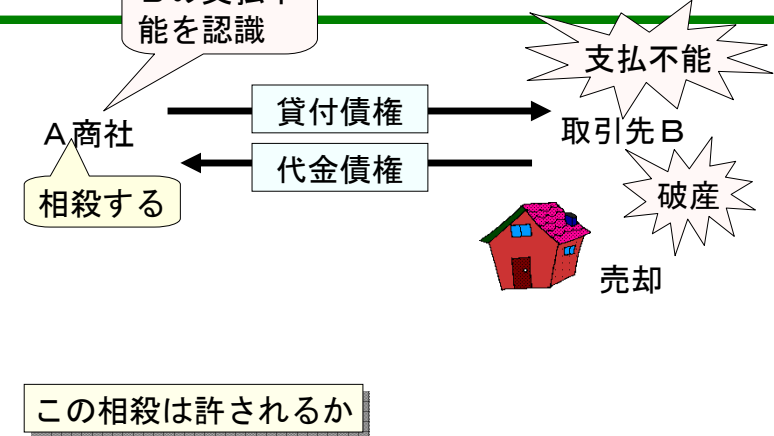 能を認識
支払不能
貸付債権
A商社
取引先B
代金債権
相殺する
破産
売却
この相殺は許されるか